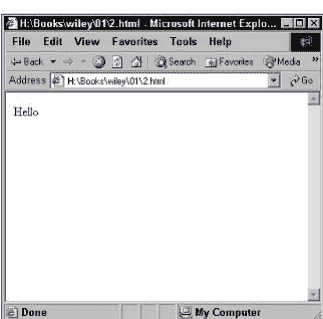 H:\Books\wiley\01\2.html - Microsoft Internet Explo...
File Edit View Favorites Tools Help
Back Search Favorites Media »
Address H:\Books\wiley\01\2.html Go
Hello
Done My Computer